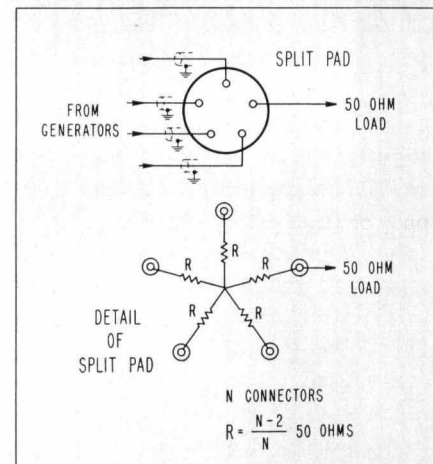 SPLIT PAD
FROM
GENERATORS
50 OHM
LOAD
R
R
R
50 OHM
LOAD
R
R
DETAIL
OF
SPLIT PAD
N CONNECTORS
R = N-2/N 50 OHMS